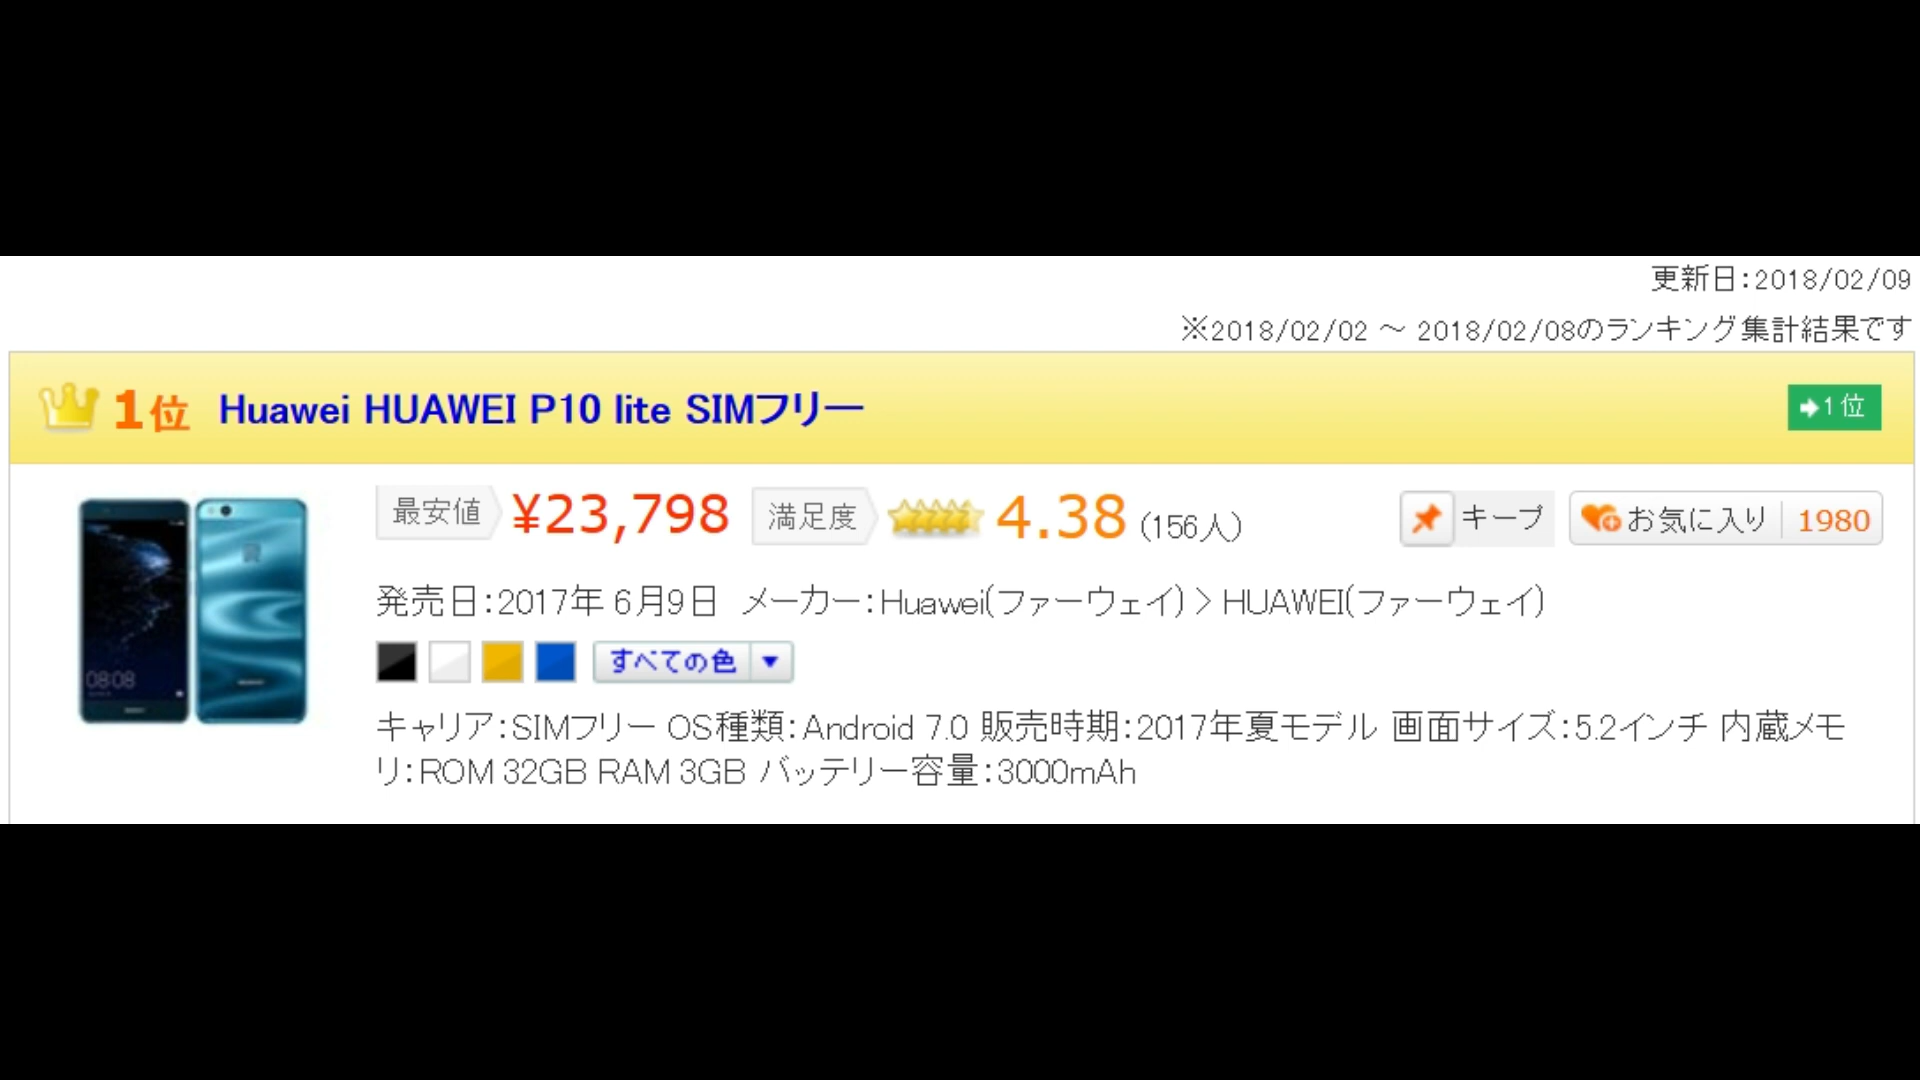 更新日：2018/02/09
※2018/02/02 ～ 2018/02/08のランキング集計結果です
1位 Huawei HUAWEI P10 lite SIMフリー
1位
最安値 ¥23,798 満足度 4.38 (156人) キープ お気に入り 1980
08:08
発売日：2017年 6月9日 メーカー：Huawei(ファーウェイ) > HUAWEI(ファーウェイ)
すべての色
キャリア：SIMフリー OS種類：Android 7.0 販売時期：2017年夏モデル 画面サイズ：5.2インチ 内蔵メモ
リ：ROM 32GB RAM 3GB バッテリー容量：3000mAh